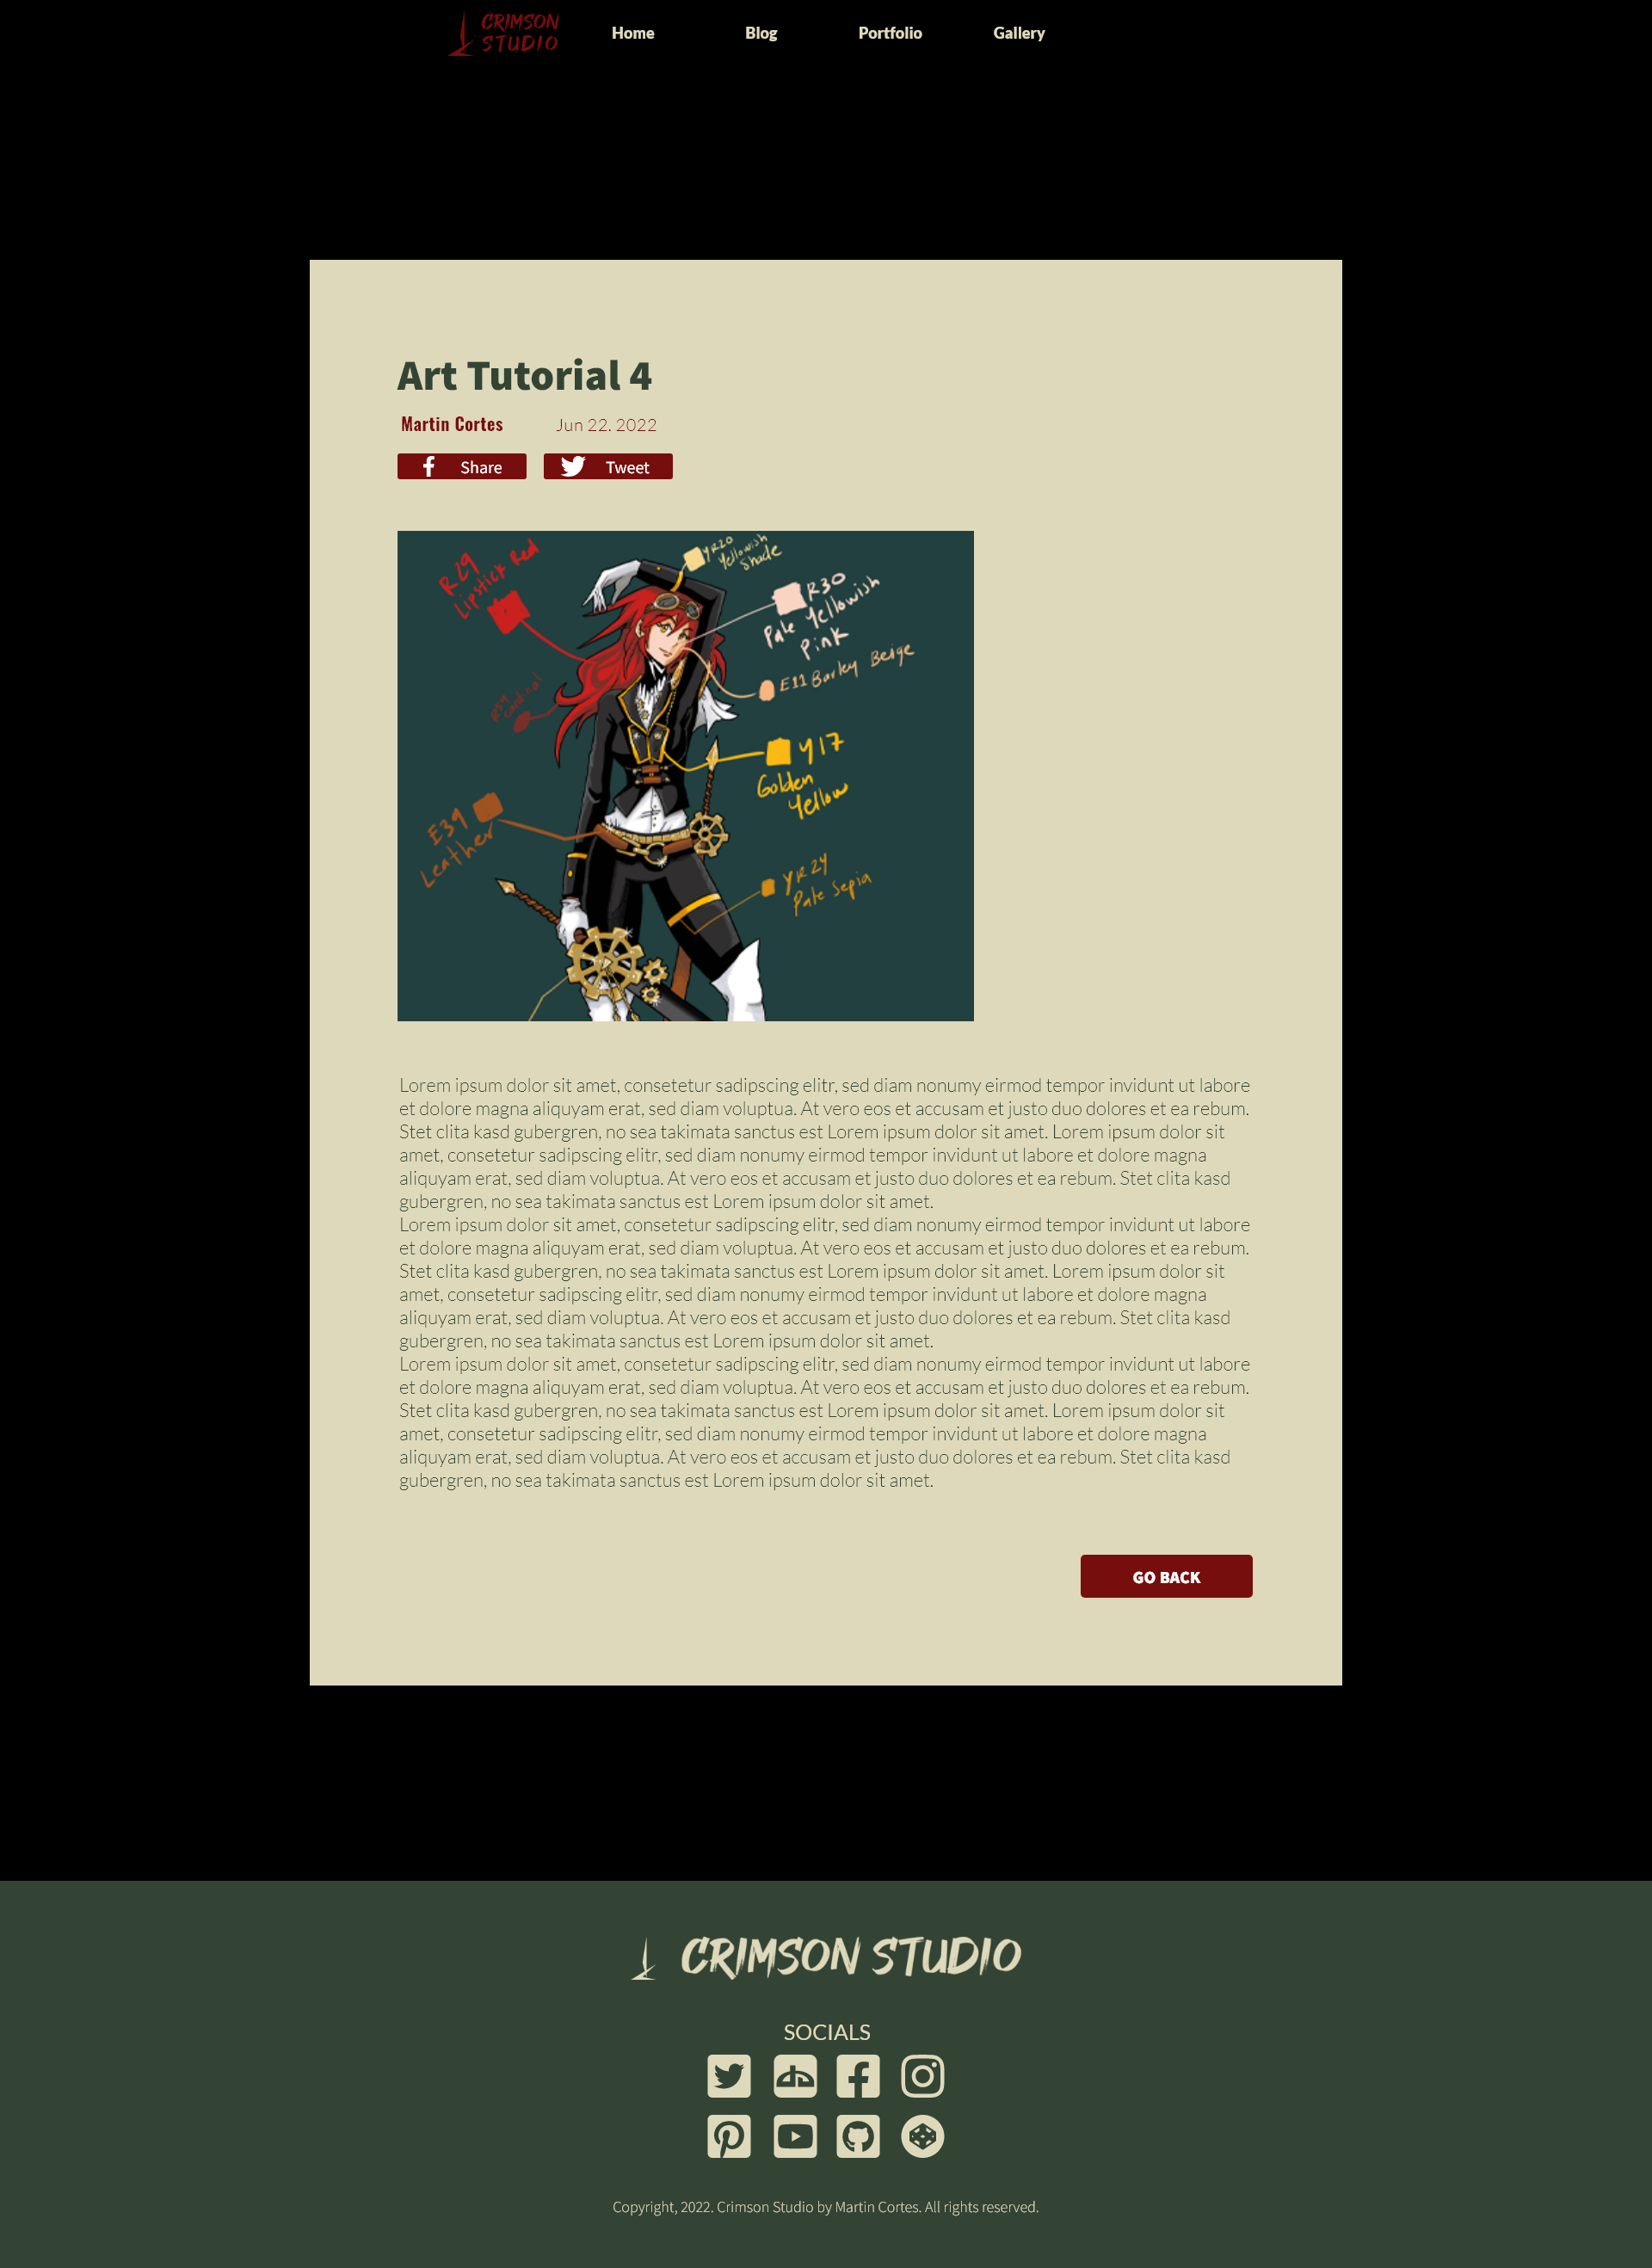 CRIMSON
STUDIO
Home
Blog
Portfolio
Gallery
Art Tutorial 4
Martin Cortes
Jun 22. 2022
Share
Tweet
R29
Lipstick Red
YR20
Yellowish
Shade
R30
Pale Yellowish
Pink
E11 Barley Beige
R59
Cardinal
Y17
Golden
Yellow
E39
Leather
YR24
Pale Sepia
Lorem ipsum dolor sit amet, consetetur sadipscing elitr, sed diam nonumy eirmod tempor invidunt ut labore
et dolore magna aliquyam erat, sed diam voluptua. At vero eos et accusam et justo duo dolores et ea rebum.
Stet clita kasd gubergren, no sea takimata sanctus est Lorem ipsum dolor sit amet. Lorem ipsum dolor sit
amet, consetetur sadipscing elitr, sed diam nonumy eirmod tempor invidunt ut labore et dolore magna
aliquyam erat, sed diam voluptua. At vero eos et accusam et justo duo dolores et ea rebum. Stet clita kasd
gubergren, no sea takimata sanctus est Lorem ipsum dolor sit amet.
Lorem ipsum dolor sit amet, consetetur sadipscing elitr, sed diam nonumy eirmod tempor invidunt ut labore
et dolore magna aliquyam erat, sed diam voluptua. At vero eos et accusam et justo duo dolores et ea rebum.
Stet clita kasd gubergren, no sea takimata sanctus est Lorem ipsum dolor sit amet. Lorem ipsum dolor sit
amet, consetetur sadipscing elitr, sed diam nonumy eirmod tempor invidunt ut labore et dolore magna
aliquyam erat, sed diam voluptua. At vero eos et accusam et justo duo dolores et ea rebum. Stet clita kasd
gubergren, no sea takimata sanctus est Lorem ipsum dolor sit amet.
Lorem ipsum dolor sit amet, consetetur sadipscing elitr, sed diam nonumy eirmod tempor invidunt ut labore
et dolore magna aliquyam erat, sed diam voluptua. At vero eos et accusam et justo duo dolores et ea rebum.
Stet clita kasd gubergren, no sea takimata sanctus est Lorem ipsum dolor sit amet. Lorem ipsum dolor sit
amet, consetetur sadipscing elitr, sed diam nonumy eirmod tempor invidunt ut labore et dolore magna
aliquyam erat, sed diam voluptua. At vero eos et accusam et justo duo dolores et ea rebum. Stet clita kasd
gubergren, no sea takimata sanctus est Lorem ipsum dolor sit amet.
GO BACK
CRIMSON STUDIO
SOCIALS
Copyright, 2022. Crimson Studio by Martin Cortes. All rights reserved.